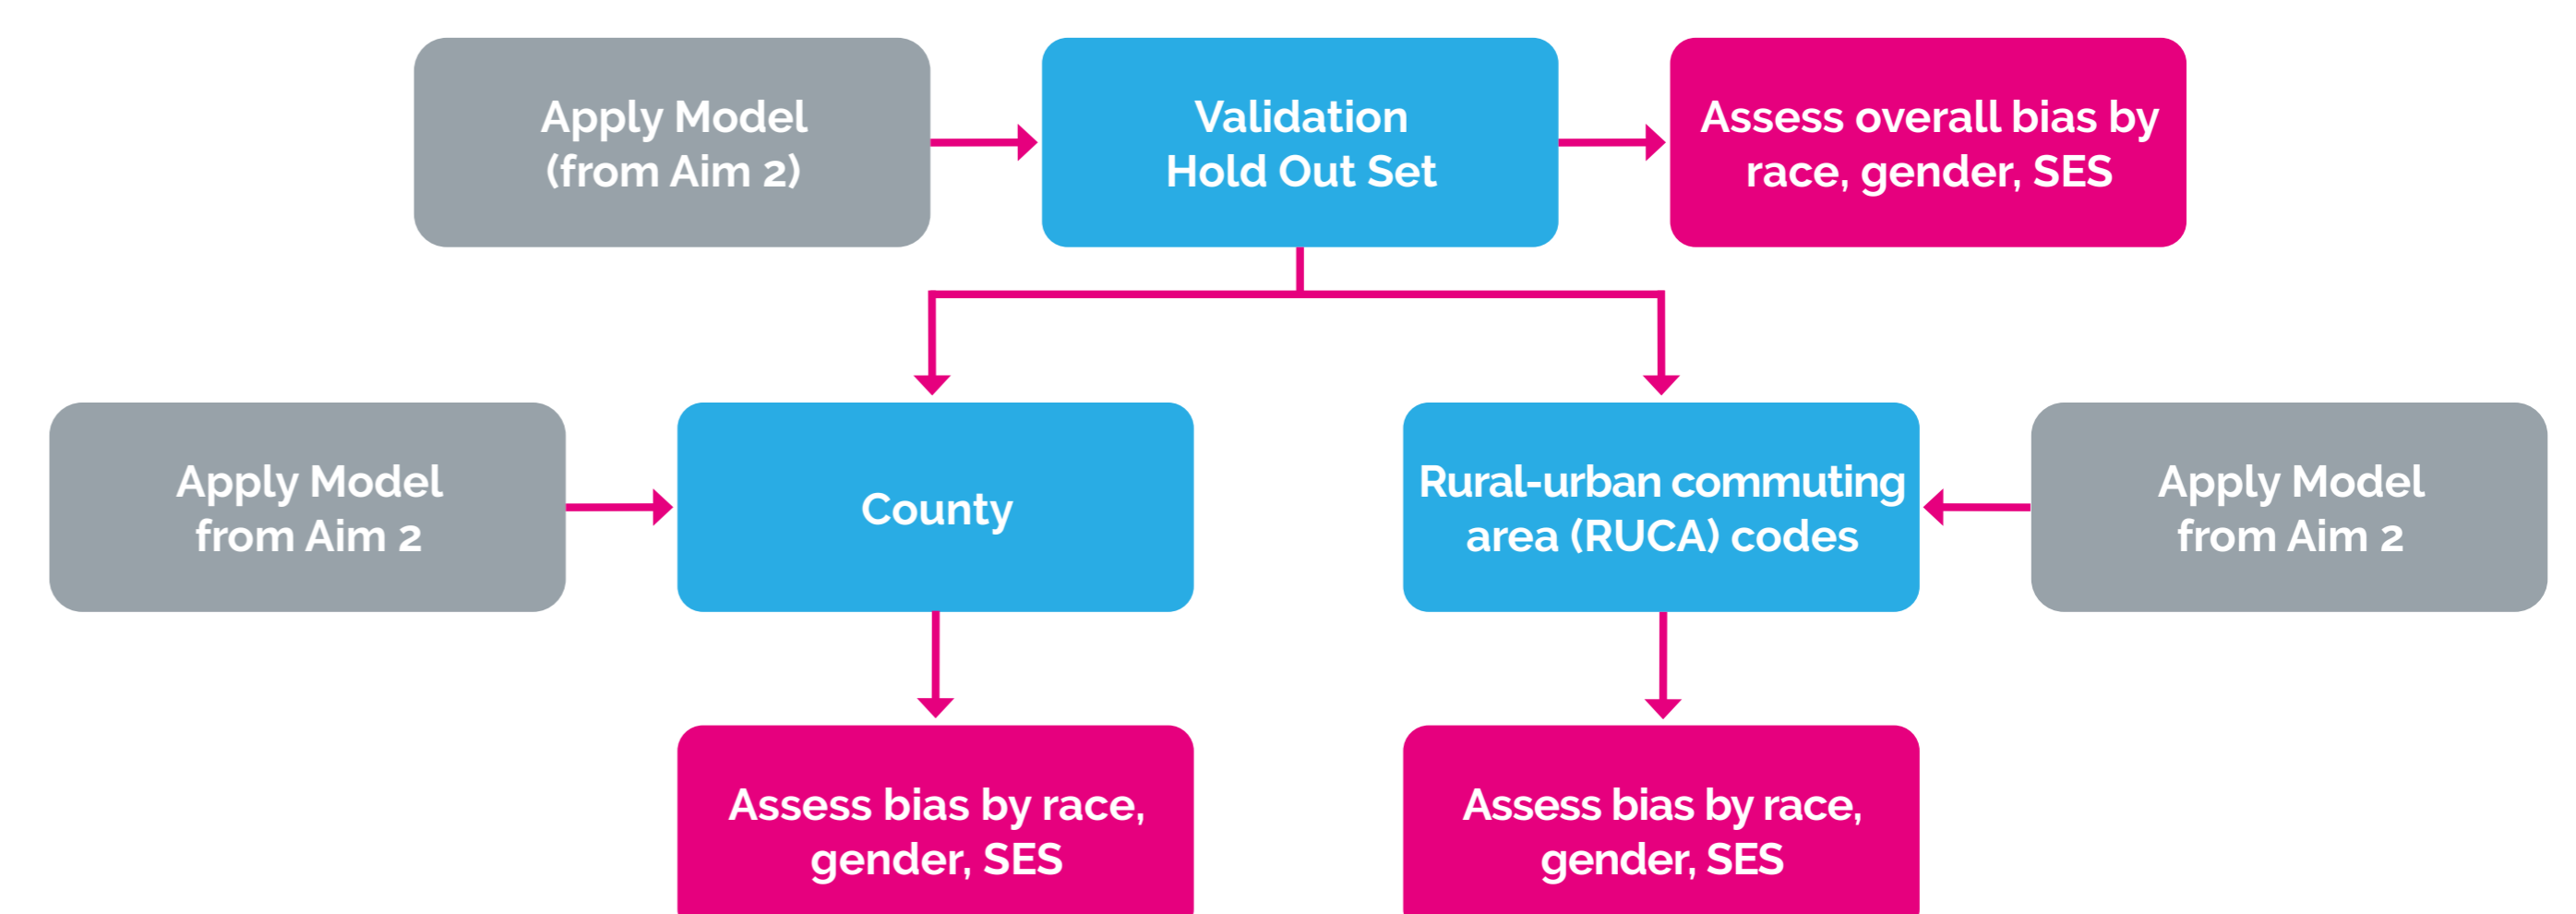 Apply Model
(from Aim 2)
Validation
Hold Out Set
Assess overall bias by
race, gender, SES
Apply Model
from Aim 2
County
Rural-urban commuting
area (RUCA) codes
Apply Model
from Aim 2
Assess bias by race,
gender, SES
Assess bias by race,
gender, SES